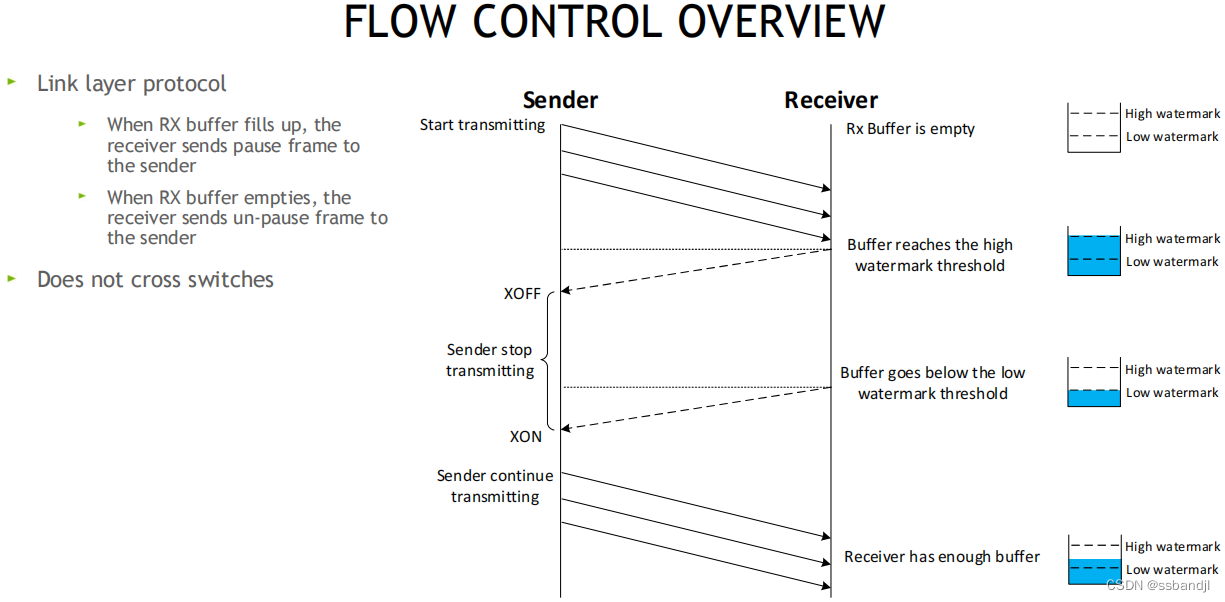 FLOW CONTROL OVERVIEW
Link layer protocol
When RX buffer fills up, the
receiver sends pause frame to
the sender
When RX buffer empties, the
receiver sends un-pause frame to
the sender
Does not cross switches
Sender
Receiver
Start transmitting
Rx Buffer is empty
High watermark
Low watermark
Buffer reaches the high
watermark threshold
High watermark
Low watermark
XOFF
Sender stop
transmitting
Buffer goes below the low
watermark threshold
High watermark
Low watermark
XON
Sender continue
transmitting
Receiver has enough buffer
High watermark
Low watermark
CSDN @ssbandjl